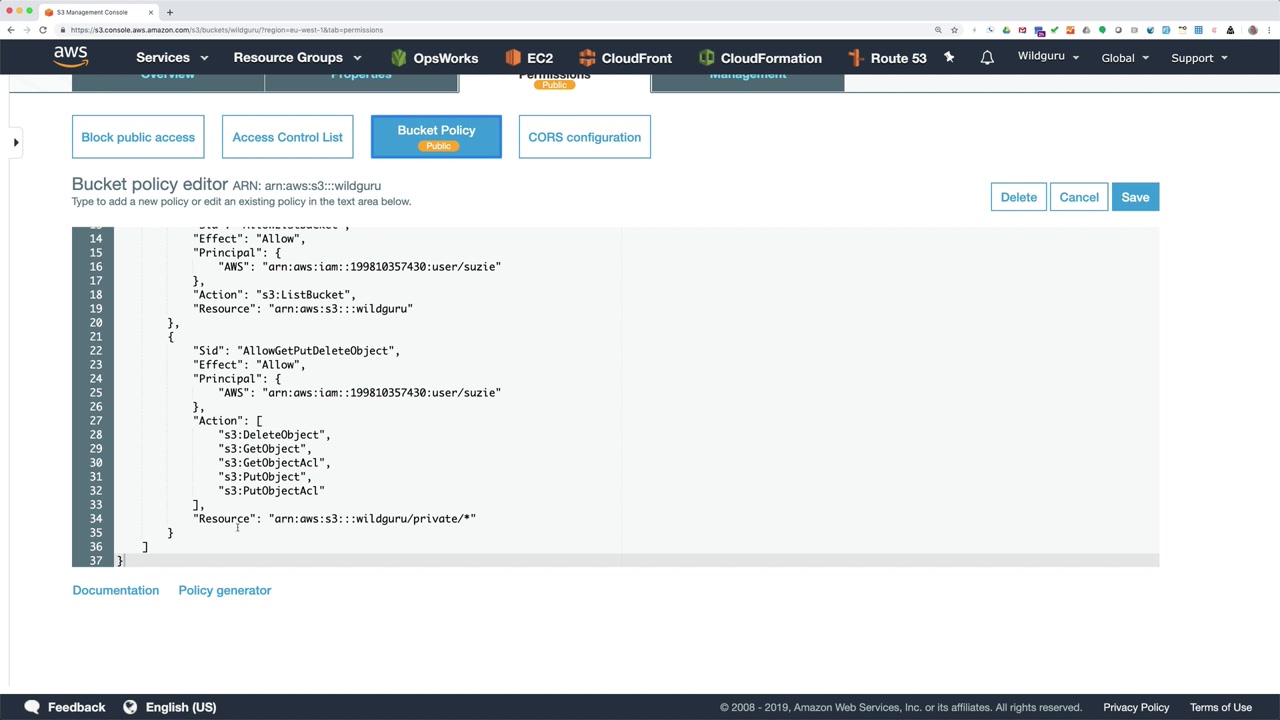 S3 Management Console
https://s3.console.aws.amazon.com/s3/buckets/wildguru/?region=eu-west-1&tab=permissions
aws Services Resource Groups OpsWorks EC2 CloudFront CloudFormation Route 53 Wildguru Global Support
Overview Properties Permissions Management
Public
Block public access Access Control List Bucket Policy CORS configuration
Public
Bucket policy editor ARN: arn:aws:s3:::wildguru
Type to add a new policy or edit an existing policy in the text area below.
Delete Cancel Save
13 "Sid": "AllowListBucket",
14 "Effect": "Allow",
15 "Principal": {
16 "AWS": "arn:aws:iam::199810357430:user/suzie"
17 },
18 "Action": "s3:ListBucket",
19 "Resource": "arn:aws:s3:::wildguru"
20 },
21 {
22 "Sid": "AllowGetPutDeleteObject",
23 "Effect": "Allow",
24 "Principal": {
25 "AWS": "arn:aws:iam::199810357430:user/suzie"
26 },
27 "Action": [
28 "s3:DeleteObject",
29 "s3:GetObject",
30 "s3:GetObjectAcl",
31 "s3:PutObject",
32 "s3:PutObjectAcl"
33 ],
34 "Resource": "arn:aws:s3:::wildguru/private/*"
35 }
36 ]
37 }
Documentation Policy generator
Feedback English (US) © 2008 - 2019, Amazon Web Services, Inc. or its affiliates. All rights reserved. Privacy Policy Terms of Use